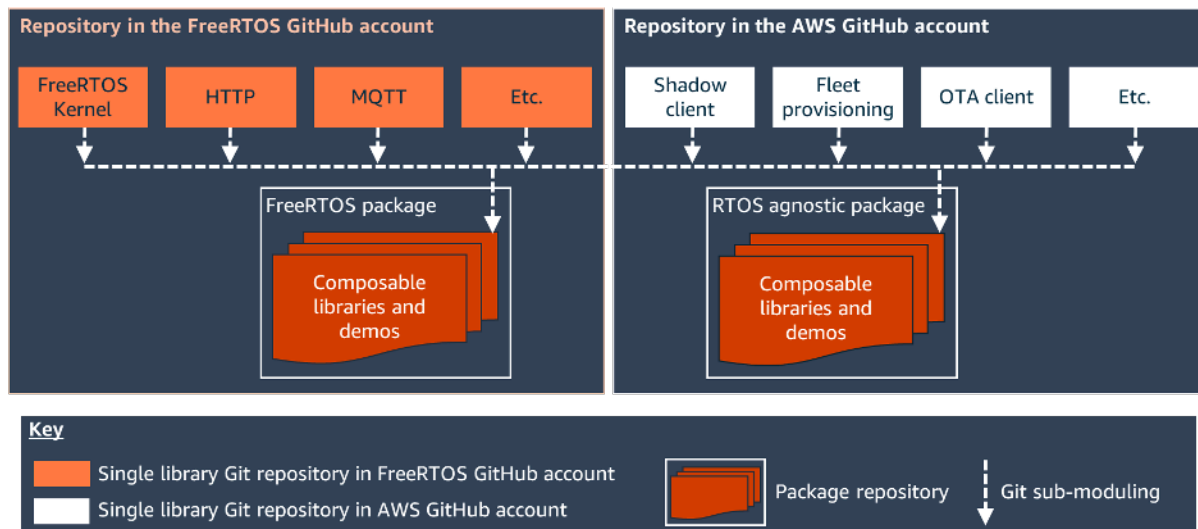 Repository in the FreeRTOS GitHub account
FreeRTOS
Kernel
HTTP
MQTT
Etc.
FreeRTOS package
Composable
libraries and
demos
Repository in the AWS GitHub account
Shadow
client
Fleet
provisioning
OTA client
Etc.
RTOS agnostic package
Composable
libraries and
demos
Key
Single library Git repository in FreeRTOS GitHub account
Single library Git repository in AWS GitHub account
Package repository
Git sub-moduling